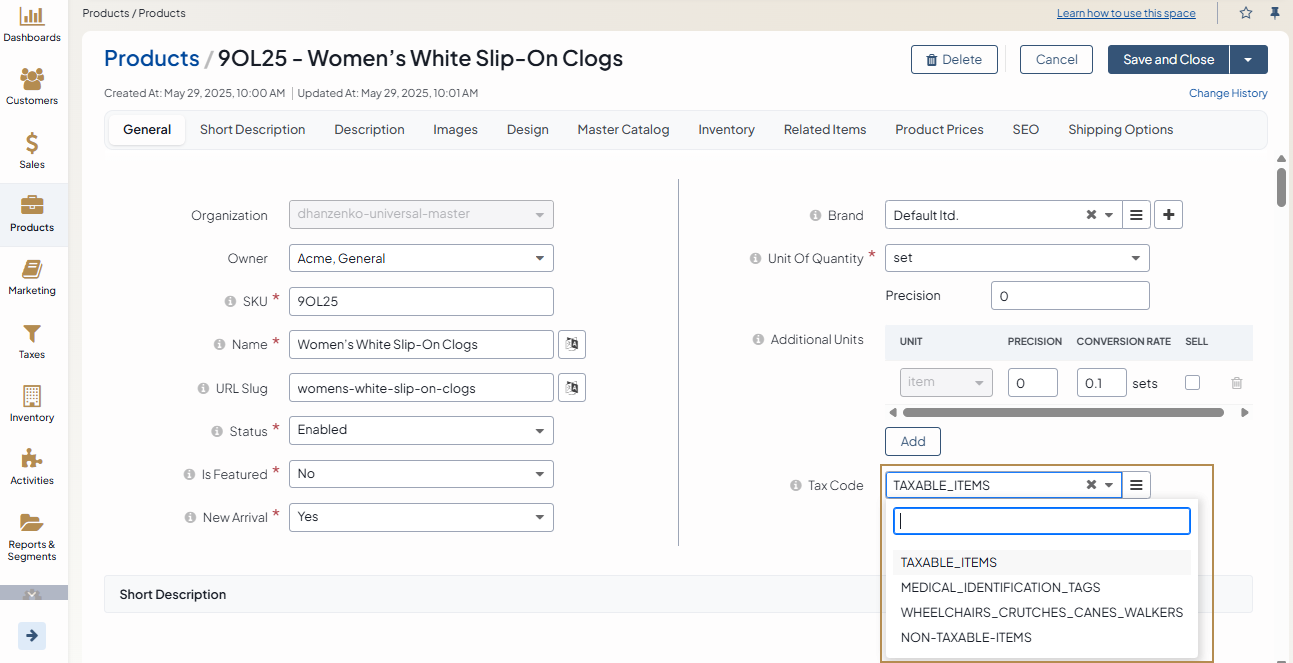 Dashboards
Customers
Sales
Products
Marketing
Taxes
Inventory
Activities
Reports &
Segments
Products / Products
Learn how to use this space
Products / 9OL25 - Women's White Slip-On Clogs
Delete
Cancel
Save and Close
Created At: May 29, 2025, 10:00 AM | Updated At: May 29, 2025, 10:01 AM
Change History
General
Short Description
Description
Images
Design
Master Catalog
Inventory
Related Items
Product Prices
SEO
Shipping Options
Organization
dhanzenko-universal-master
Owner
Acme, General
SKU *
9OL25
Name *
Women's White Slip-On Clogs
URL Slug
womens-white-slip-on-clogs
Status *
Enabled
Is Featured *
No
New Arrival *
Yes
Brand
Default ltd.
Unit Of Quantity *
set
Precision
0
Additional Units
UNIT PRECISION CONVERSION RATE SELL
item 0 0.1 sets
Add
Tax Code
TAXABLE_ITEMS
TAXABLE_ITEMS
MEDICAL_IDENTIFICATION_TAGS
WHEELCHAIRS_CRUTCHES_CANES_WALKERS
NON-TAXABLE-ITEMS
Short Description